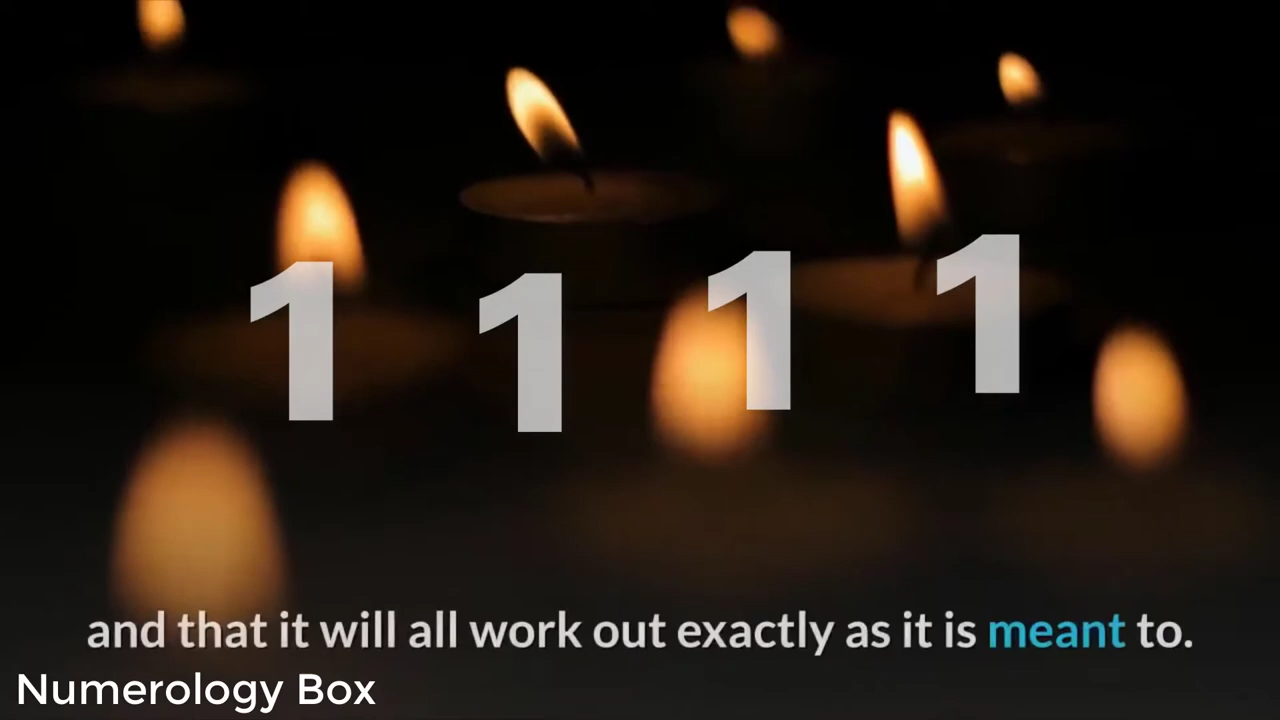 1 1 1 1
and that it will all work out exactly as it is meant to.
Numerology Box